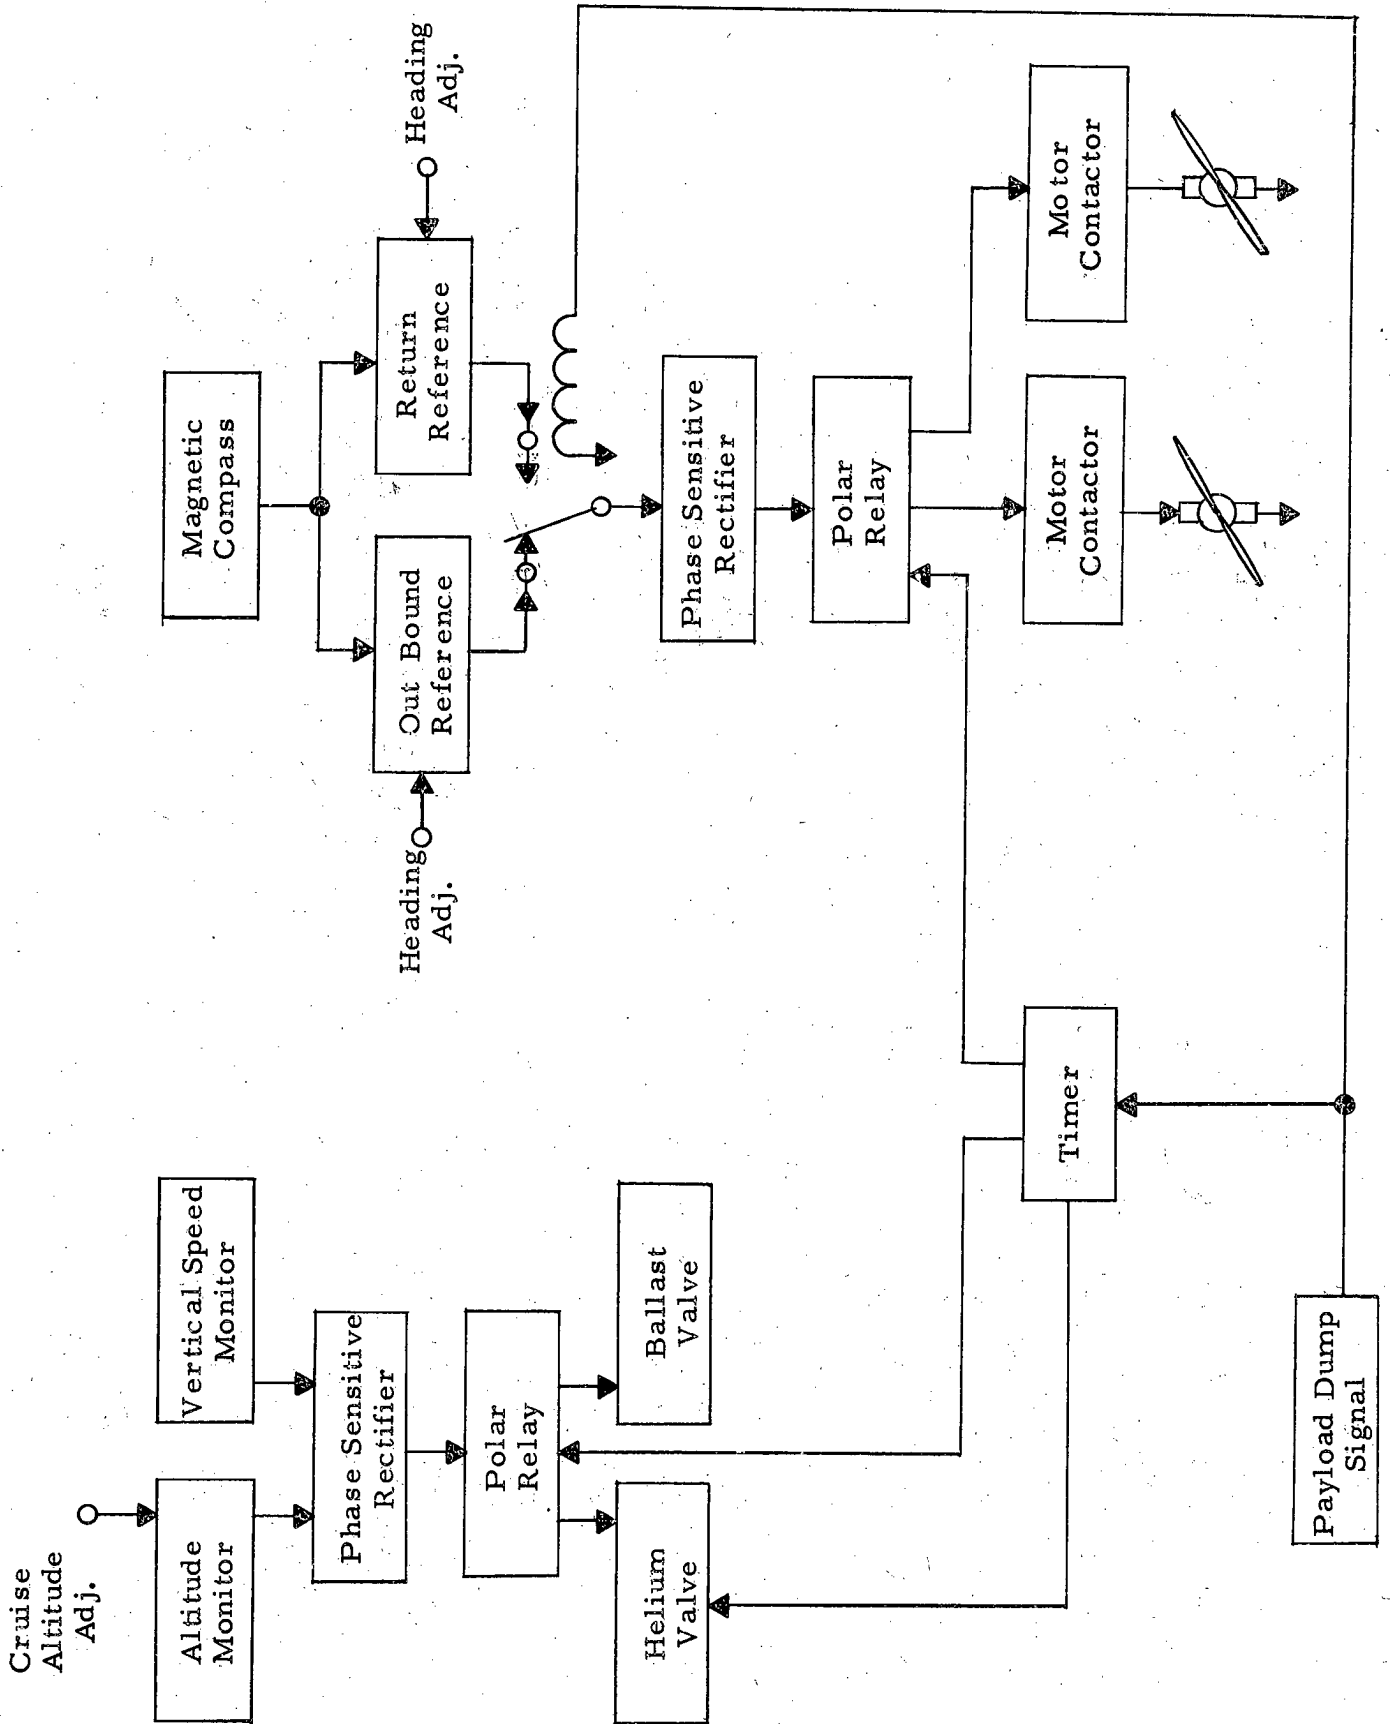 Cruise
Altitude
Adj.
Altitude
Monitor
Vertical Speed
Monitor
Phase Sensitive
Rectifier
Polar
Relay
Helium
Valve
Ballast
Valve
Timer
Payload Dump
Signal
Magnetic
Compass
Heading
Adj.
Out Bound
Reference
Return
Reference
Heading
Adj.
Phase Sensitive
Rectifier
Polar
Relay
Motor
Contactor
Motor
Contactor